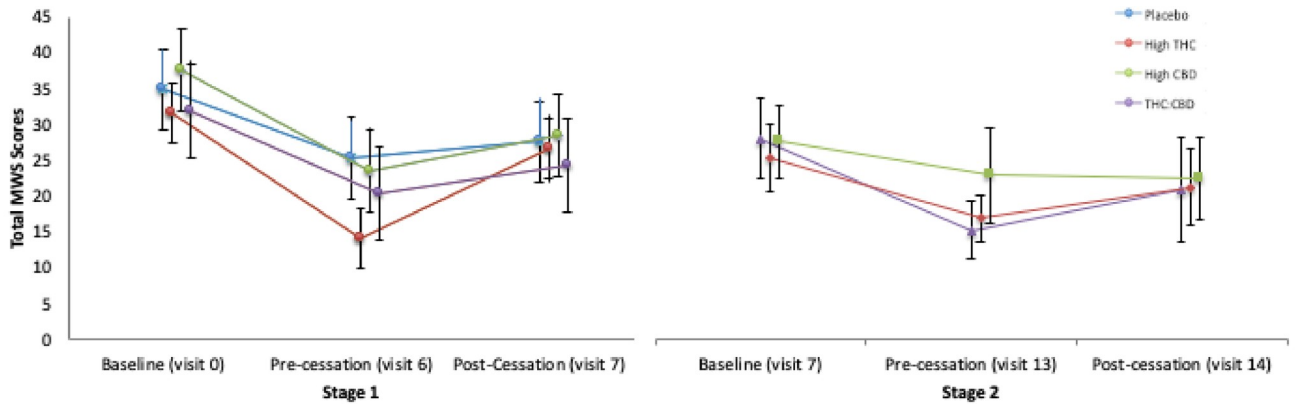 45
40
35
30
25
20
15
10
5
0
Total MWS Scores
Baseline (visit 0)
Pre-cessation (visit 6)
Post-Cessation (visit 7)
Stage 1
Baseline (visit 7)
Pre-cessation (visit 13)
Post-cessation (visit 14)
Stage 2
Placebo
High THC
High CBD
THC:CBD